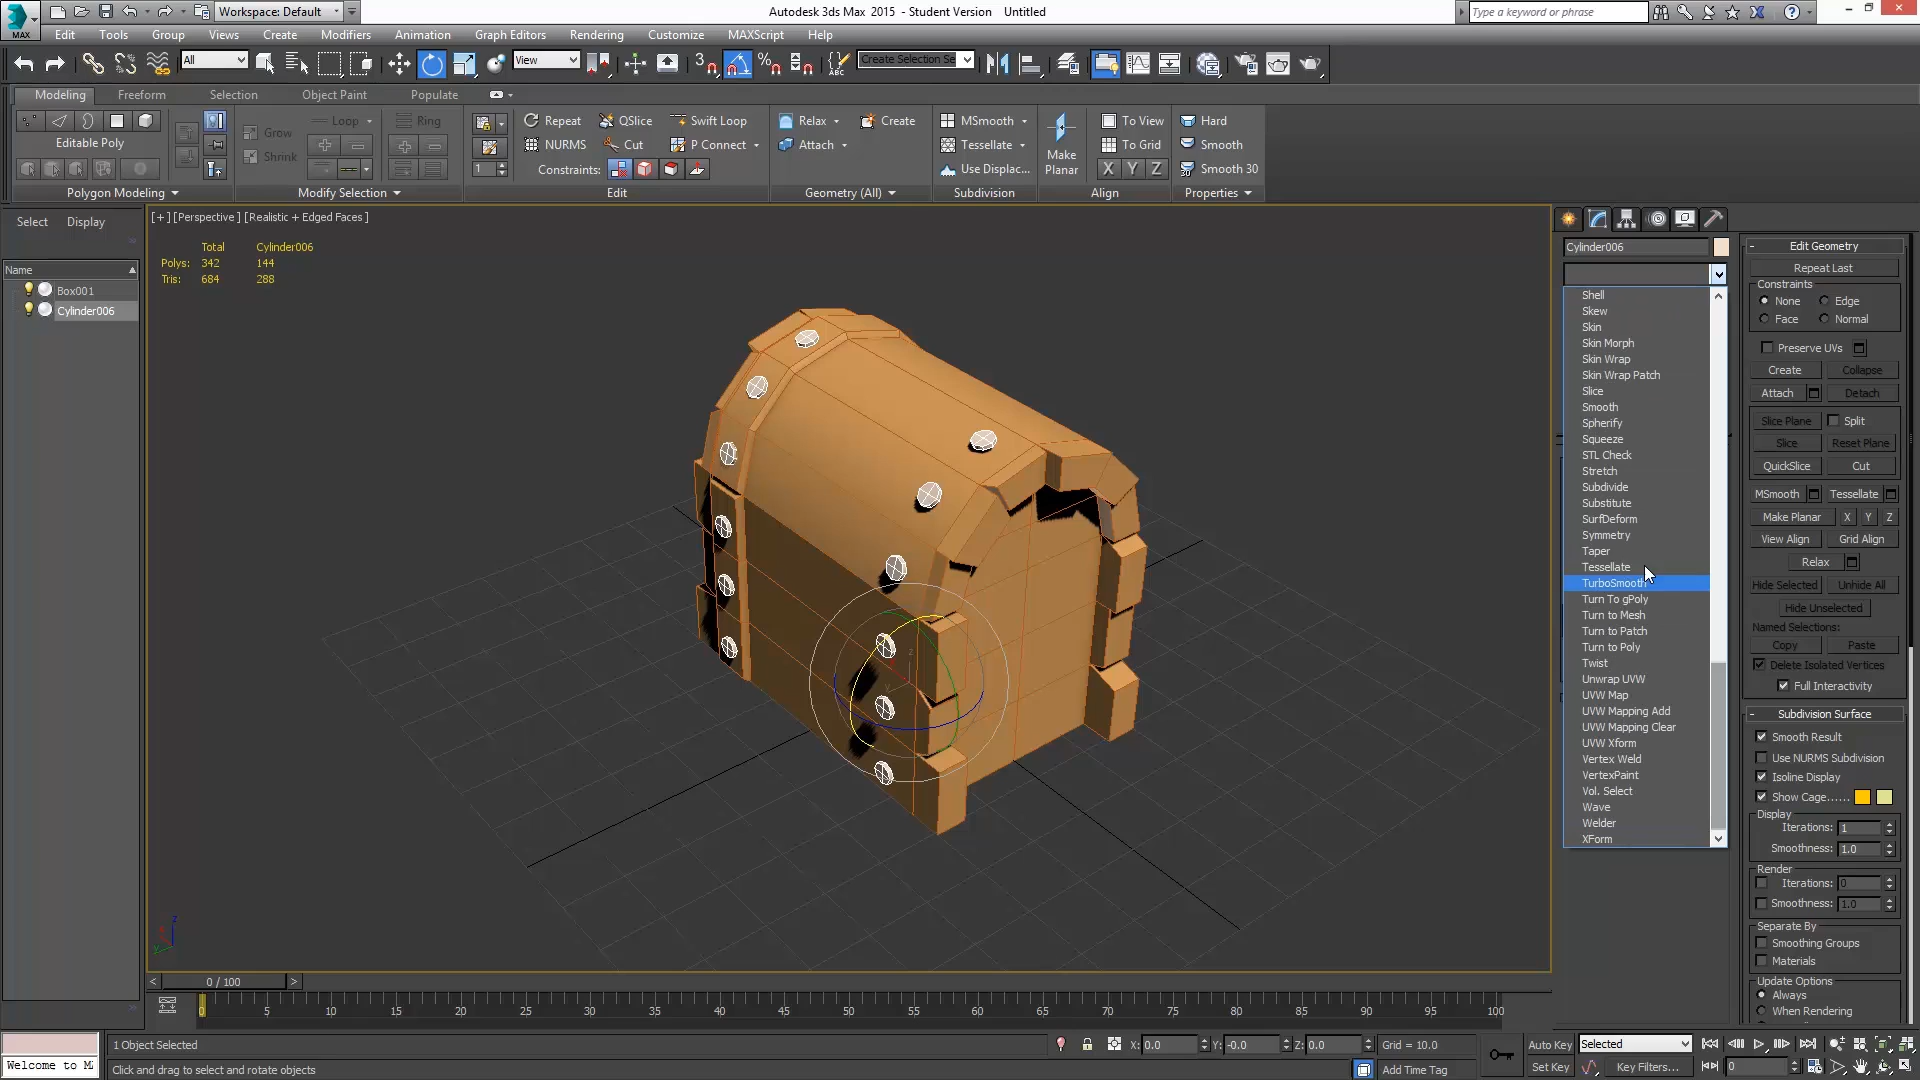 Workspace: Default
Autodesk 3ds Max 2015 - Student Version Untitled
Type a keyword or phrase
MAX
Edit Tools Group Views Create Modifiers Animation Graph Editors Rendering Customize MAXScript Help
All
View
3
ABC
Create Selection Se
Modeling Freeform Selection Object Paint Populate
Editable Poly
Polygon Modeling
Grow
Shrink
Loop
Ring
Modify Selection
1
Repeat QSlice Swift Loop
NURMS Cut P Connect
Constraints:
Edit
Relax Create
Attach
Geometry (All)
MSmooth
Tessellate
Use Displac...
Subdivision
Make Planar
To View
To Grid
X Y Z
Align
Hard
Smooth
Smooth 30
Properties
Select Display
Name
Box001
Cylinder006
[+] [Perspective ] [Realistic + Edged Faces ]
Total Cylinder006
Polys: 342 144
Tris: 684 288
Cylinder006
Shell
Skew
Skin
Skin Morph
Skin Wrap
Skin Wrap Patch
Slice
Smooth
Spherify
Squeeze
STL Check
Stretch
Subdivide
Substitute
SurfDeform
Symmetry
Taper
Tessellate
TurboSmooth
Turn To gPoly
Turn to Mesh
Turn to Patch
Turn to Poly
Twist
Unwrap UVW
UVW Map
UVW Mapping Add
UVW Mapping Clear
UVW Xform
Vertex Weld
VertexPaint
Vol. Select
Wave
Welder
XForm
- Edit Geometry
Repeat Last
Constraints
None Edge
Face Normal
Preserve UVs
Create Collapse
Attach Detach
Slice Plane Split
Slice Reset Plane
QuickSlice Cut
MSmooth Tessellate
Make Planar X Y Z
View Align Grid Align
Relax
Hide Selected Unhide All
Hide Unselected
Named Selections:
Copy Paste
Delete Isolated Vertices
Full Interactivity
- Subdivision Surface
Smooth Result
Use NURMS Subdivision
Isoline Display
Show Cage......
Display
Iterations: 1
Smoothness: 1.0
Render
Iterations: 0
Smoothness: 1.0
Separate By
Smoothing Groups
Materials
Update Options
Always
When Rendering
z
< 0 / 100 >
0 5 10 15 20 25 30 35 40 45 50 55 60 65 70 75 80 85 90 95 100
Welcome to M
1 Object Selected
Click and drag to select and rotate objects
X: 0.0 Y: -0.0 Z: 0.0 Grid = 10.0
Add Time Tag
Auto Key Selected
Set Key Key Filters...
0